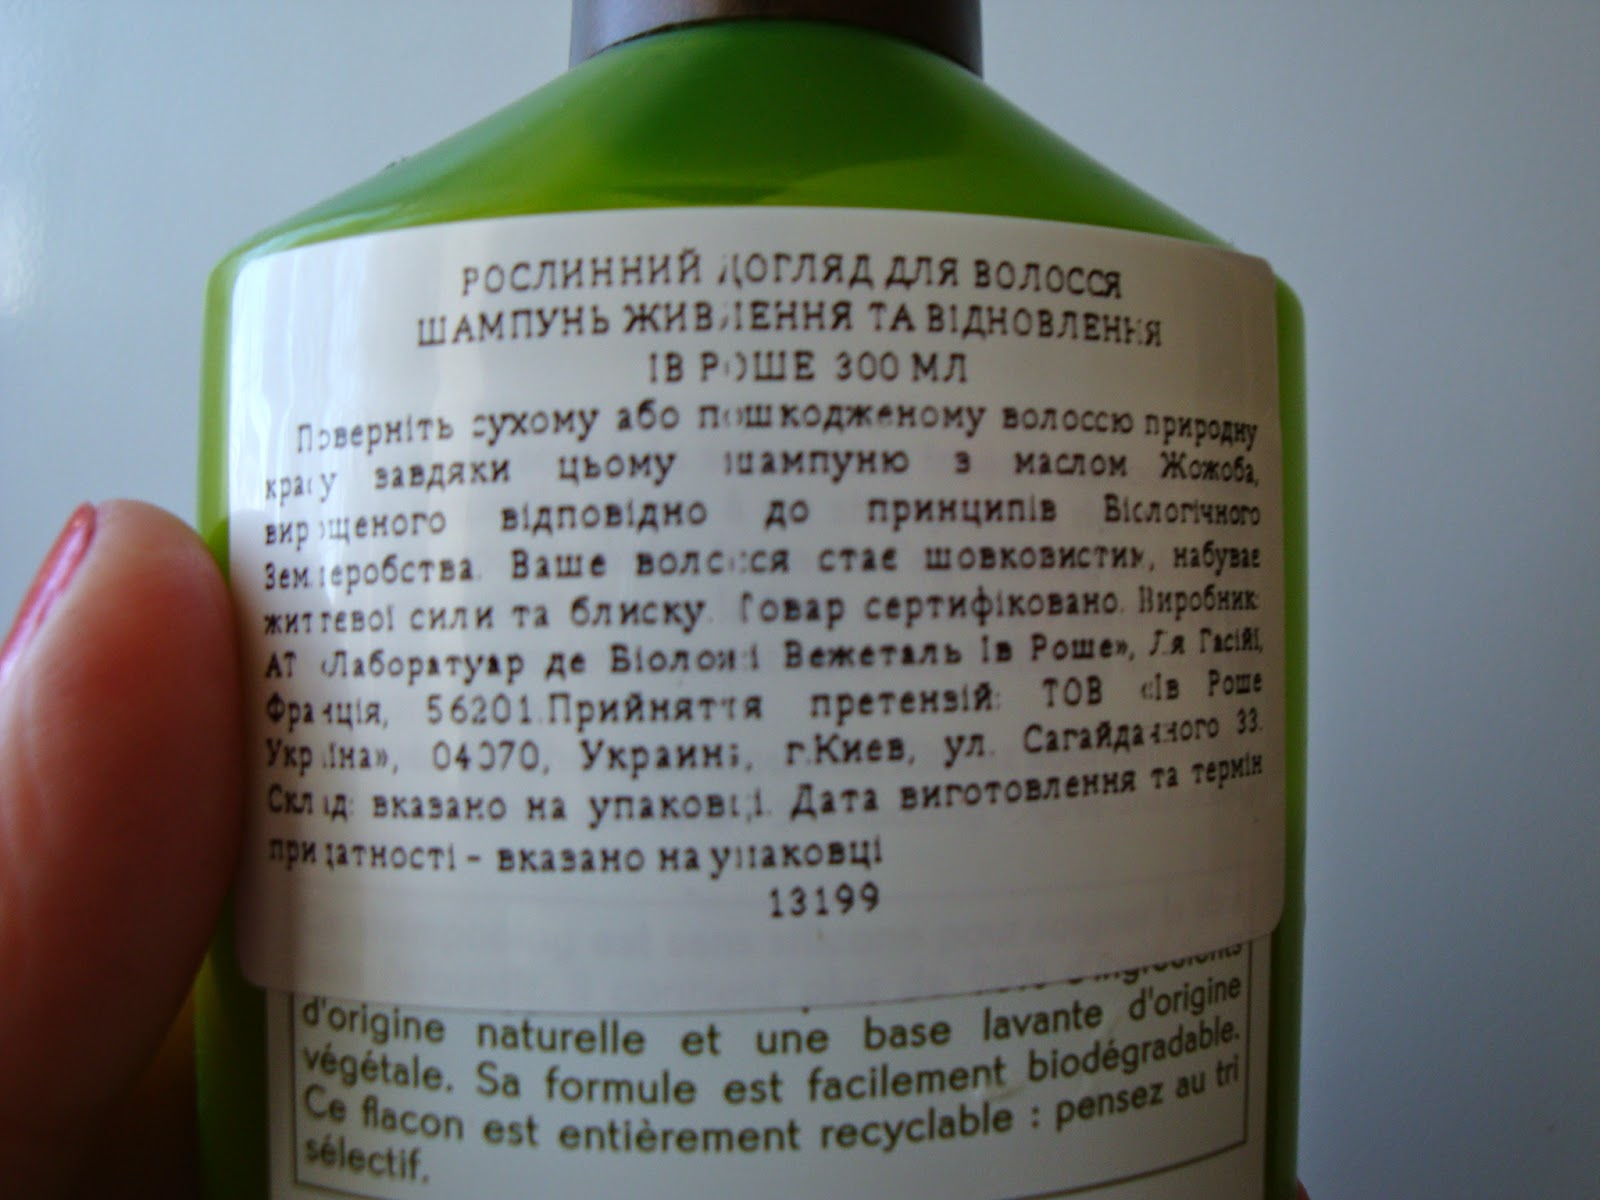 РОСЛИННИЙ ДОГЛЯД ДЛЯ ВОЛОССЯ
ШАМПУНЬ ЖИВЛЕННЯ ТА ВІДНОВЛЕННЯ
ІВ РОШЕ 300 МЛ
Поверніть сухому або пошкодженому волоссю природну
красу завдяки цьому шампуню з маслом Жожоба,
вирощеного відповідно до принципів Біологічного
Землеробства. Ваше волосся стає шовковистим, набуває
життєвої сили та блиску. Товар сертифіковано. Виробник:
АТ «Лаборатуар де Біоложі Вежеталь Ів Роше», Ля Гасійї,
Франція, 56201.Прийняття претензій: ТОВ «Ів Роше
Україна», 04070, Украина, г.Киев, ул. Сагайдачного 33.
Склад: вказано на упаковці. Дата виготовлення та термін
придатності – вказано на упаковці
13199
d'ingrédients
d'origine naturelle et une base lavante d'origine
végétale. Sa formule est facilement biodégradable.
Ce flacon est entièrement recyclable : pensez au tri
sélectif.